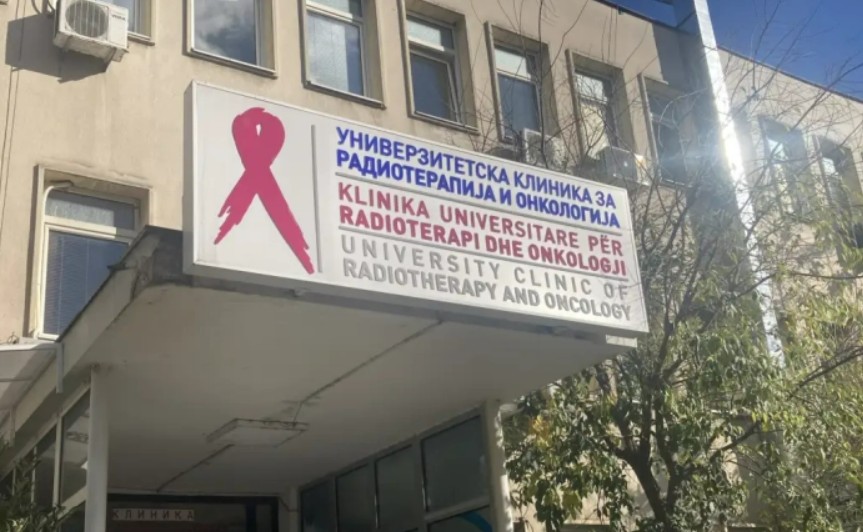 УНИВЕРЗИТЕТСКА КЛИНИКА ЗА
РАДИОТЕРАПИЈА И ОНКОЛОГИЈА
KLINIKA UNIVERSITARE PËR
RADIOTERAPI DHE ONKOLOGJI
UNIVERSITY CLINIC OF
RADIOTHERAPY AND ONCOLOGY
КЛИНИКА